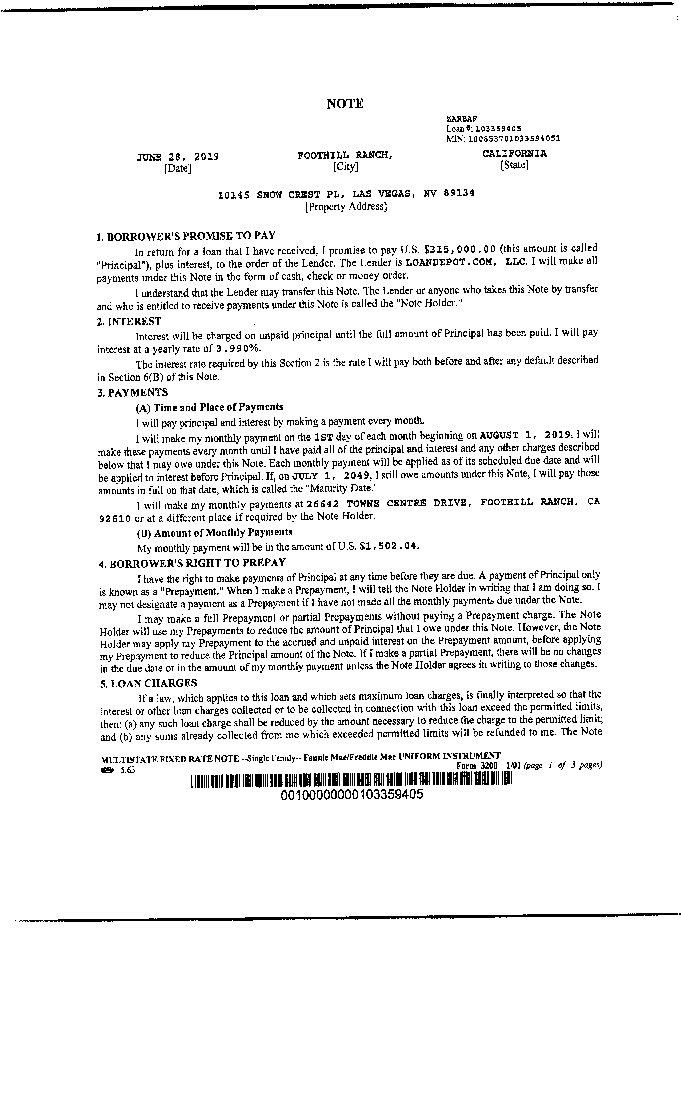 NOTE
Loan #: 103359405
MIN: 100853701033594051
JUNE 28, 2019 FOOTHILL RANCH, CALIFORNIA
[Date] [City] [State]
10145 SNOW CREST PL, LAS VEGAS, NV 89134
[Property Address]
1. BORROWER'S PROMISE TO PAY
In return for a loan that I have received, I promise to pay U.S. $315,000.00 (this amount is called
"Principal"), plus interest, to the order of the Lender. The Lender is LOANDEPOT.COM, LLC. I will make all
payments under this Note in the form of cash, check or money order.
I understand that the Lender may transfer this Note. The Lender or anyone who takes this Note by transfer
and who is entitled to receive payments under this Note is called the "Note Holder."
2. INTEREST
Interest will be charged on unpaid principal until the full amount of Principal has been paid. I will pay
interest at a yearly rate of 3.990%.
The interest rate required by this Section 2 is the rate I will pay both before and after any default described
in Section 6(B) of this Note.
3. PAYMENTS
(A) Time and Place of Payments
I will pay principal and interest by making a payment every month.
I will make my monthly payment on the 1ST day of each month beginning on AUGUST 1, 2019. I will
make these payments every month until I have paid all of the principal and interest and any other charges described
below that I may owe under this Note. Each monthly payment will be applied as of its scheduled due date and will
be applied to interest before Principal. If, on JULY 1, 2049, I still owe amounts under this Note, I will pay those
amounts in full on that date, which is called the "Maturity Date."
I will make my monthly payments at 26642 TOWNE CENTRE DRIVE, FOOTHILL RANCH, CA
92610 or at a different place if required by the Note Holder.
(B) Amount of Monthly Payments
My monthly payment will be in the amount of U.S. $1,502.04.
4. BORROWER'S RIGHT TO PREPAY
I have the right to make payments of Principal at any time before they are due. A payment of Principal only
is known as a "Prepayment." When I make a Prepayment, I will tell the Note Holder in writing that I am doing so. I
may not designate a payment as a Prepayment if I have not made all the monthly payments due under the Note.
I may make a full Prepayment or partial Prepayments without paying a Prepayment charge. The Note
Holder will use my Prepayments to reduce the amount of Principal that I owe under this Note. However, the Note
Holder may apply my Prepayment to the accrued and unpaid interest on the Prepayment amount, before applying
my Prepayment to reduce the Principal amount of the Note. If I make a partial Prepayment, there will be no changes
in the due date or in the amount of my monthly payment unless the Note Holder agrees in writing to those changes.
5. LOAN CHARGES
If a law, which applies to this loan and which sets maximum loan charges, is finally interpreted so that the
interest or other loan charges collected or to be collected in connection with this loan exceed the permitted limits,
then: (a) any such loan charge shall be reduced by the amount necessary to reduce the charge to the permitted limit;
and (b) any sums already collected from me which exceeded permitted limits will be refunded to me. The Note
MULTISTATE FIXED RATE NOTE --Single Family-- Fannie Mae/Freddie Mac UNIFORM INSTRUMENT
Form 3200 1/01 (page 1 of 3 pages)
00100000000103359405